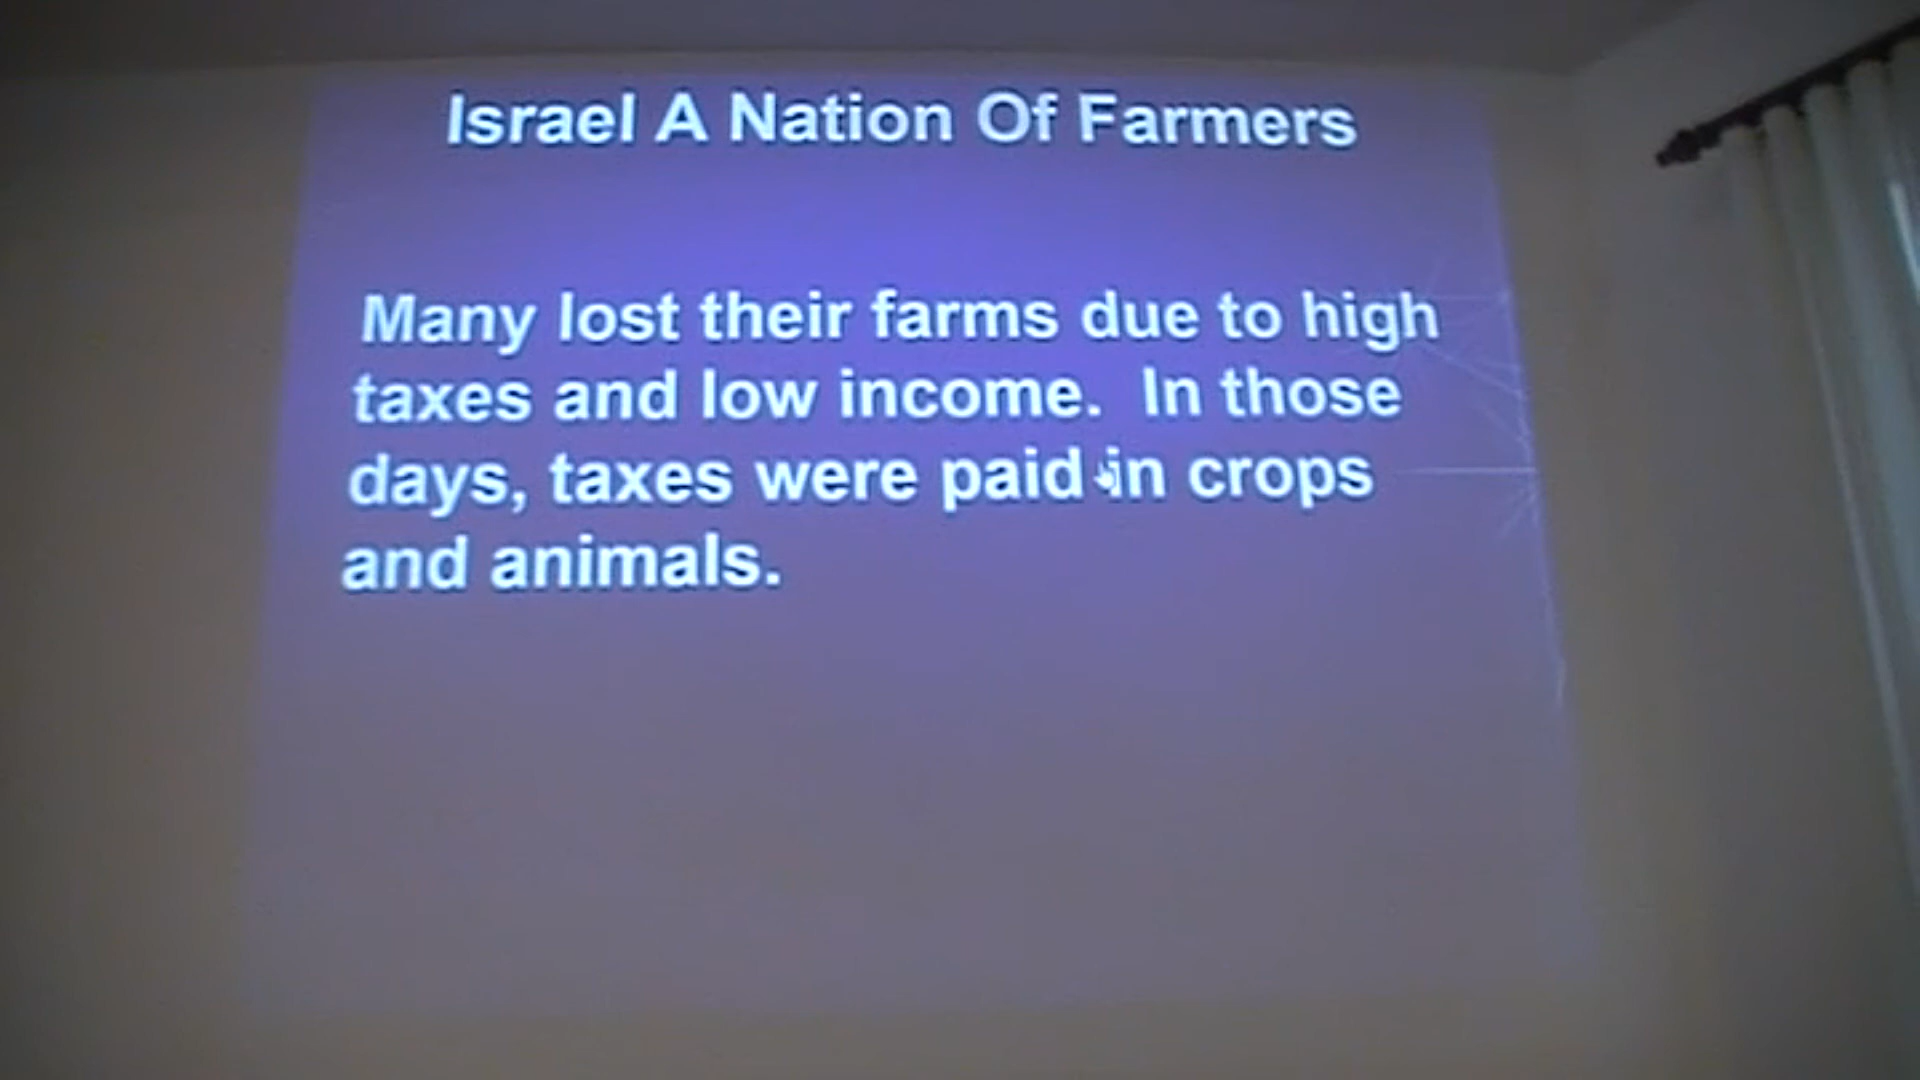 Israel A Nation Of Farmers
Many lost their farms due to high
taxes and low income.  In those
days, taxes were paid in crops
and animals.